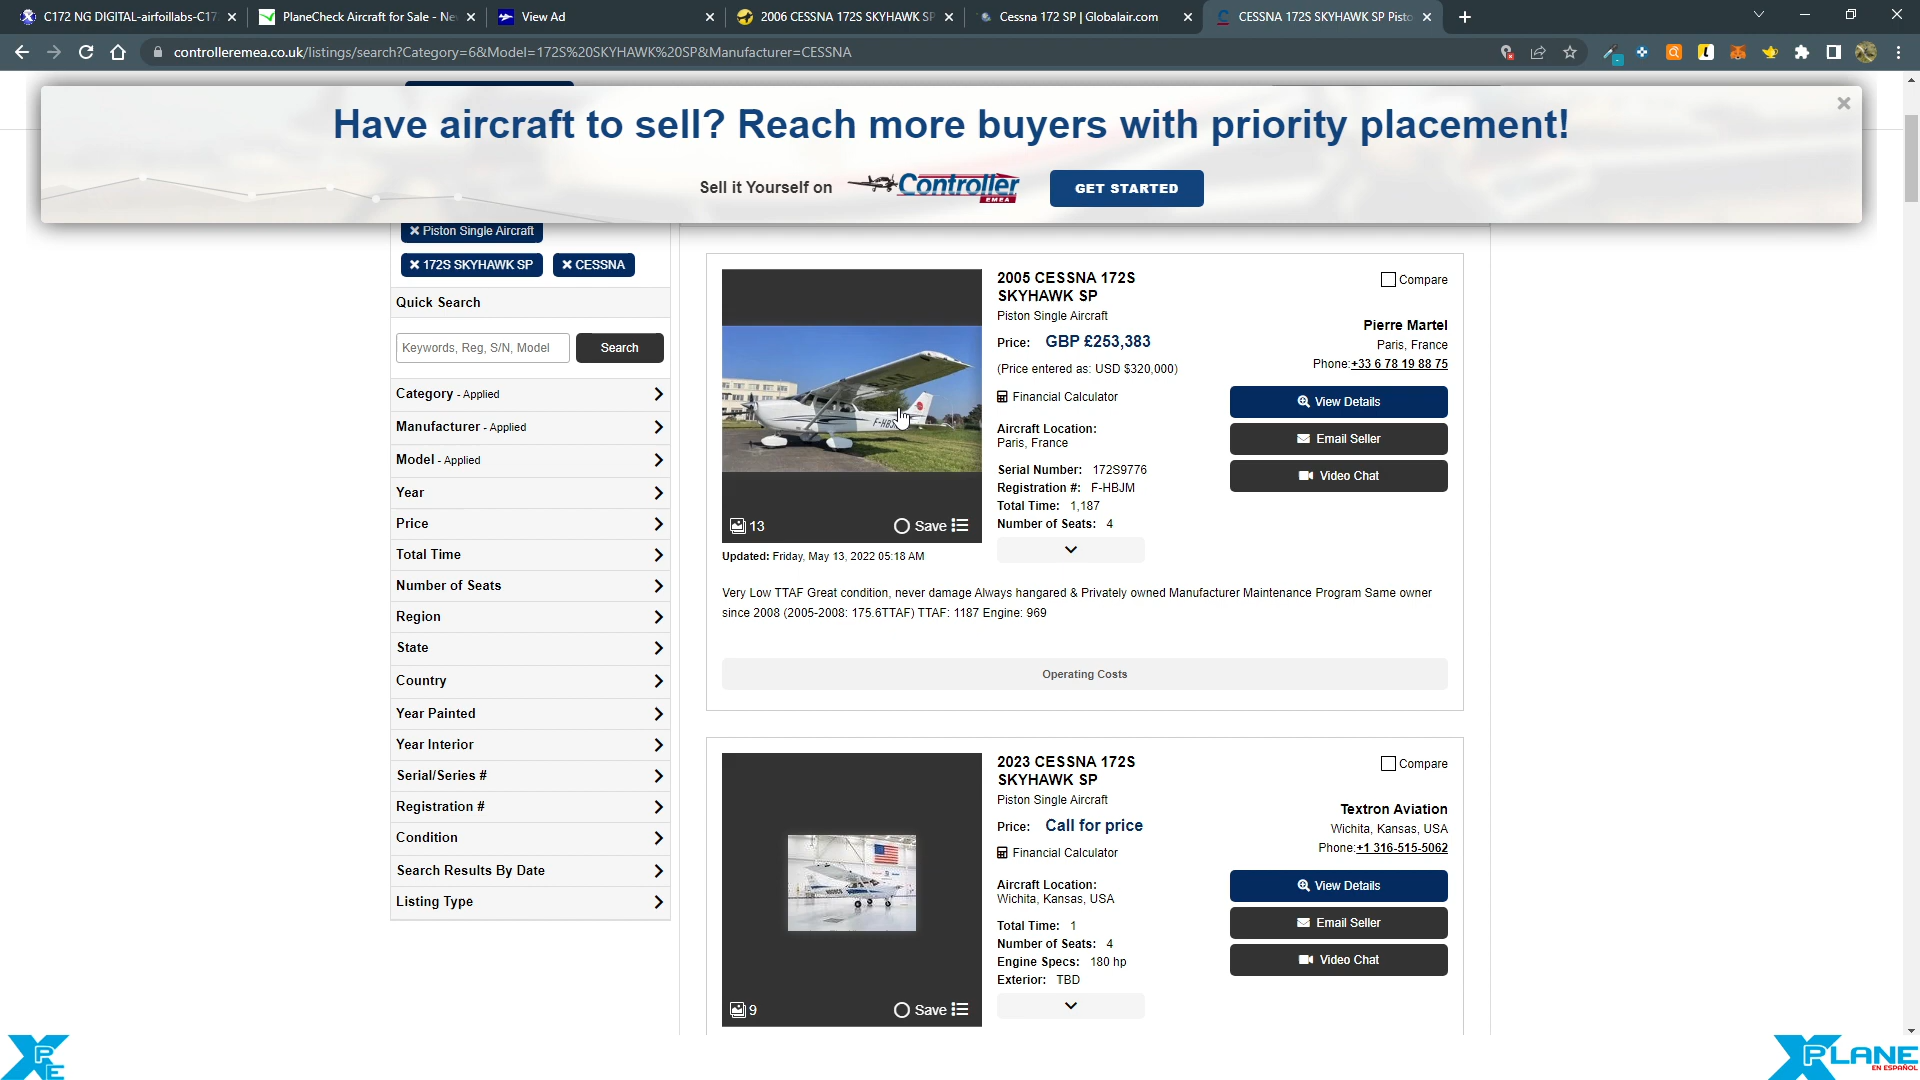 C172 NG DIGITAL-airfoillabs-C17
PlaneCheck Aircraft for Sale - Ne
View Ad
2006 CESSNA 172S SKYHAWK SP
Cessna 172 SP | Globalair.com
CESSNA 172S SKYHAWK SP Pisto
controlleremea.co.uk/listings/search?Category=6&Model=172S%20SKYHAWK%20SP&Manufacturer=CESSNA
Have aircraft to sell? Reach more buyers with priority placement!
Sell it Yourself on Controller EMEA GET STARTED
Piston Single Aircraft
172S SKYHAWK SP
CESSNA
Quick Search
Keywords, Reg, S/N, Model
Search
Category - Applied
Manufacturer - Applied
Model - Applied
Year
Price
Total Time
Number of Seats
Region
State
Country
Year Painted
Year Interior
Serial/Series #
Registration #
Condition
Search Results By Date
Listing Type
2005 CESSNA 172S
SKYHAWK SP
Piston Single Aircraft
Price: GBP £253,383
(Price entered as: USD $320,000)
Financial Calculator
Aircraft Location:
Paris, France
Serial Number: 172S9776
Registration #: F-HBJM
Total Time: 1,187
Number of Seats: 4
Compare
Pierre Martel
Paris, France
Phone:+33 6 78 19 88 75
View Details
Email Seller
Video Chat
13
Save
Updated: Friday, May 13, 2022 05:18 AM
Very Low TTAF Great condition, never damage Always hangared & Privately owned Manufacturer Maintenance Program Same owner
since 2008 (2005-2008: 175.6TTAF) TTAF: 1187 Engine: 969
Operating Costs
2023 CESSNA 172S
SKYHAWK SP
Piston Single Aircraft
Price: Call for price
Financial Calculator
Aircraft Location:
Wichita, Kansas, USA
Total Time: 1
Number of Seats: 4
Engine Specs: 180 hp
Exterior: TBD
Compare
Textron Aviation
Wichita, Kansas, USA
Phone:+1 316-515-5062
View Details
Email Seller
Video Chat
9
Save
XPE
XPLANE
EN ESPAÑOL